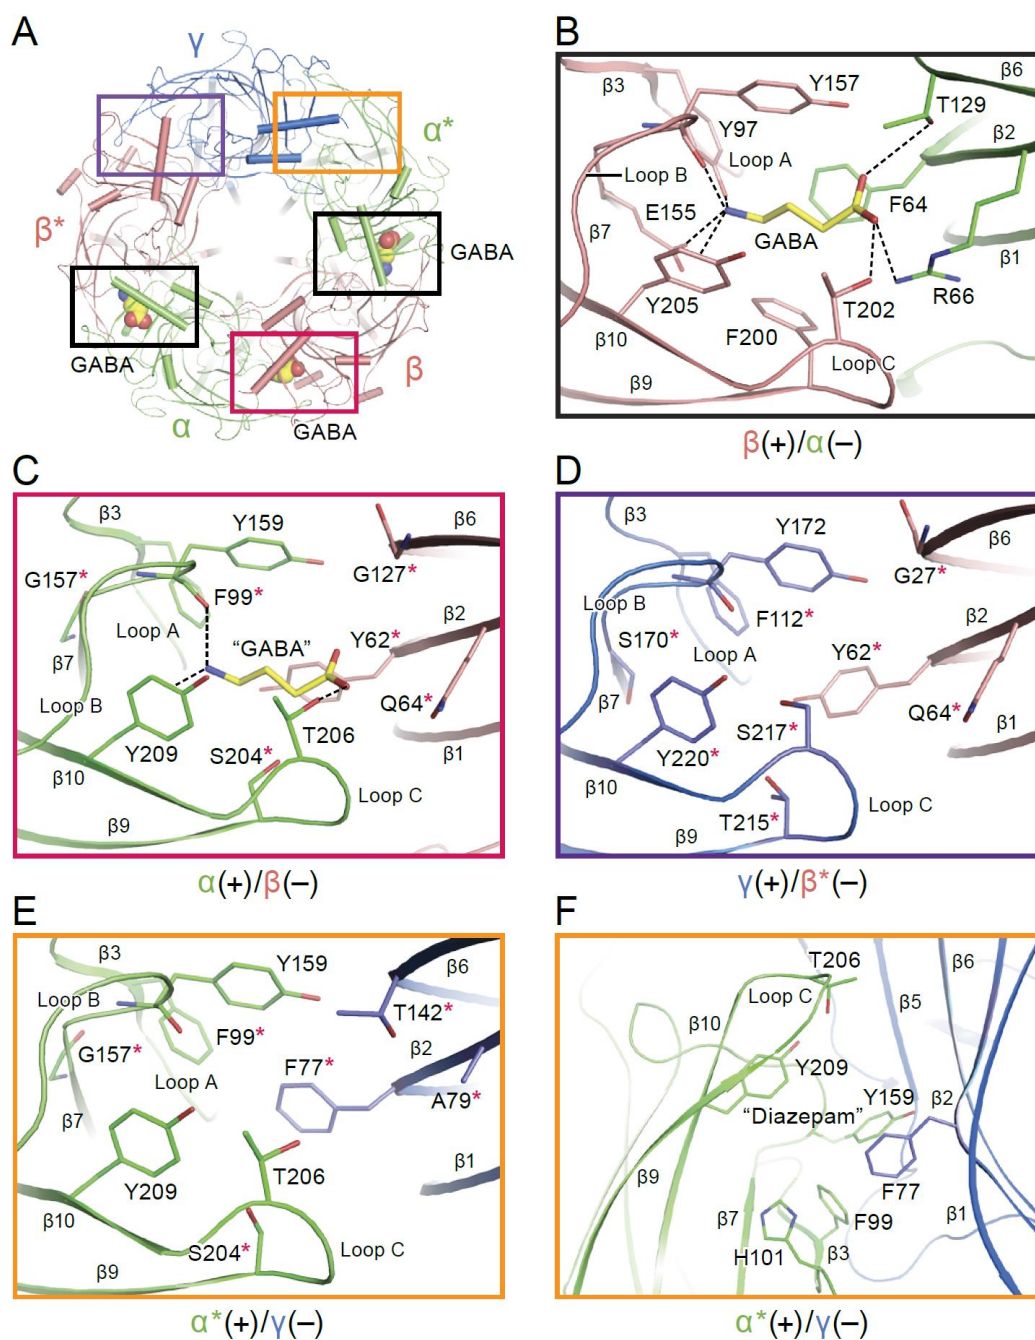 A
γ
α*
β*
GABA
GABA
β
α
GABA
B
β3
Y157
β6
T129
Y97
β2
Loop A
Loop B
F64
E155
GABA
β7
β1
Y205
T202
R66
β10
F200
Loop C
β9
β(+)/α(−)
C
β3
Y159
β6
G157*
G127*
F99*
Loop A
β2
"GABA"
Y62*
β7
Loop B
Q64*
Y209
T206
β1
S204*
β10
Loop C
β9
α(+)/β(−)
D
β3
Y172
β6
G27*
Loop B
F112*
β2
S170*
Loop A
Y62*
β7
Q64*
S217*
β1
Y220*
β10
Loop C
T215*
β9
γ(+)/β*(−)
E
β3
Y159
β6
Loop B
T142*
F99*
G157*
β2
F77*
Loop A
A79*
β7
T206
β1
Y209
β10
Loop C
S204*
β9
α*(+)/γ(−)
F
T206
β6
Loop C
β5
β10
Y209
β2
Y159
"Diazepam"
β9
F77
β7
F99
β1
H101
β3
α*(+)/γ(−)